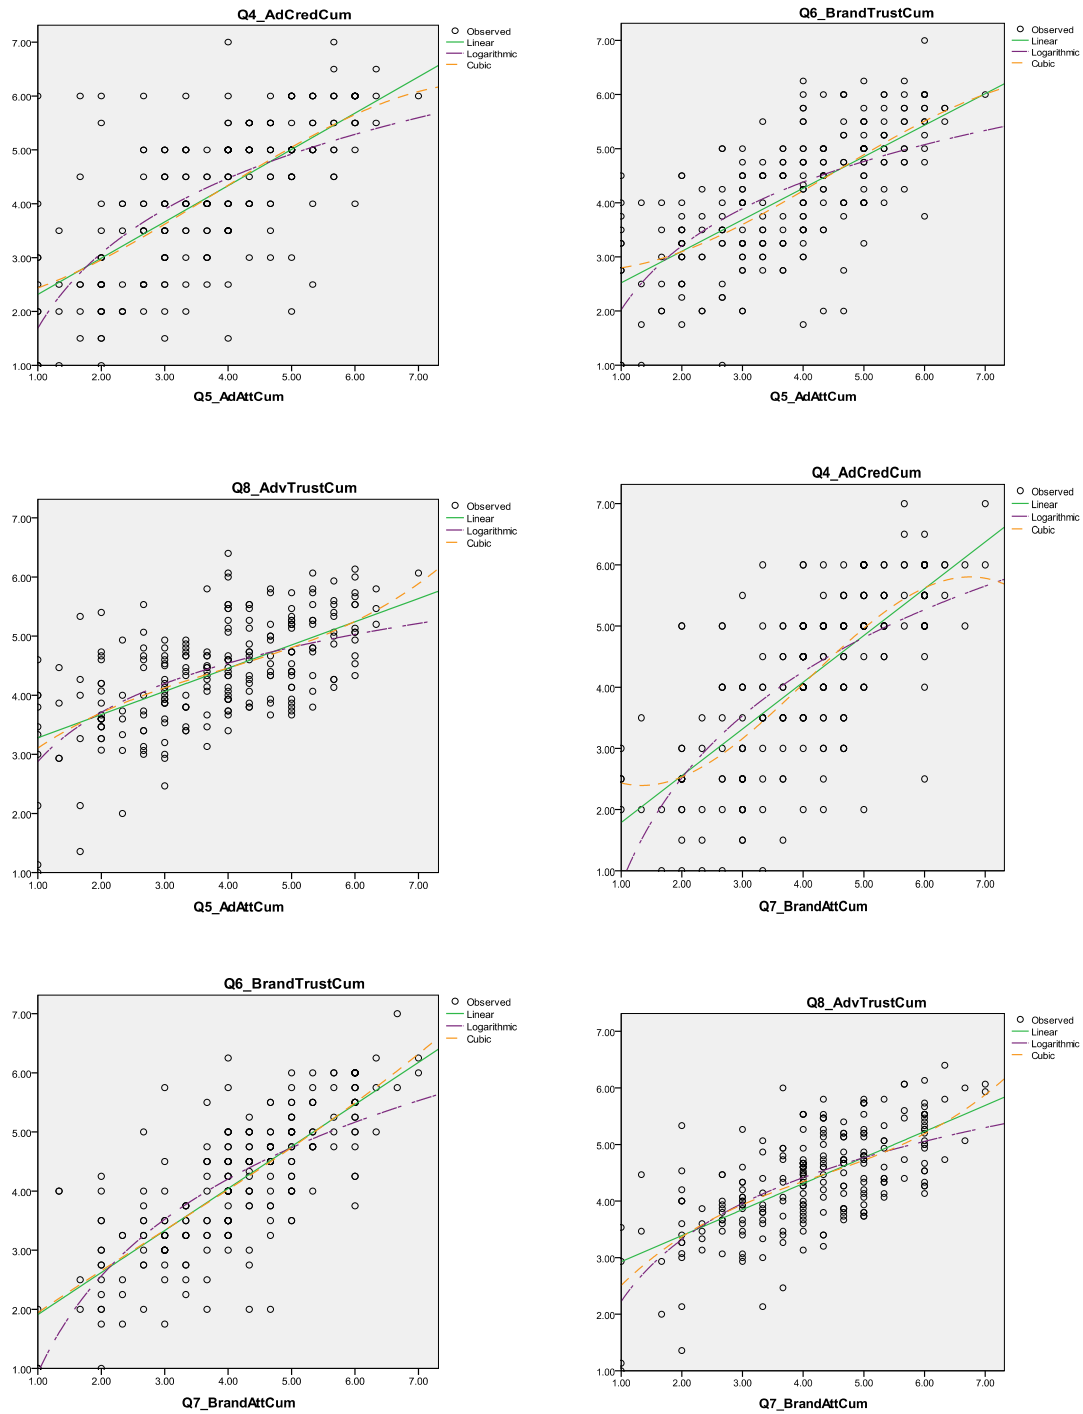 Q4_AdCredCum
Observed
Linear
Logarithmic
Cubic
7.00
6.00
5.00
4.00
3.00
2.00
1.00
1.00 2.00 3.00 4.00 5.00 6.00 7.00
Q5_AdAttCum
Q6_BrandTrustCum
Observed
Linear
Logarithmic
Cubic
7.00
6.00
5.00
4.00
3.00
2.00
1.00
1.00 2.00 3.00 4.00 5.00 6.00 7.00
Q5_AdAttCum
Q8_AdvTrustCum
Observed
Linear
Logarithmic
Cubic
7.00
6.00
5.00
4.00
3.00
2.00
1.00
1.00 2.00 3.00 4.00 5.00 6.00 7.00
Q5_AdAttCum
Q4_AdCredCum
Observed
Linear
Logarithmic
Cubic
7.00
6.00
5.00
4.00
3.00
2.00
1.00
1.00 2.00 3.00 4.00 5.00 6.00 7.00
Q7_BrandAttCum
Q6_BrandTrustCum
Observed
Linear
Logarithmic
Cubic
7.00
6.00
5.00
4.00
3.00
2.00
1.00
1.00 2.00 3.00 4.00 5.00 6.00 7.00
Q7_BrandAttCum
Q8_AdvTrustCum
Observed
Linear
Logarithmic
Cubic
7.00
6.00
5.00
4.00
3.00
2.00
1.00
1.00 2.00 3.00 4.00 5.00 6.00 7.00
Q7_BrandAttCum